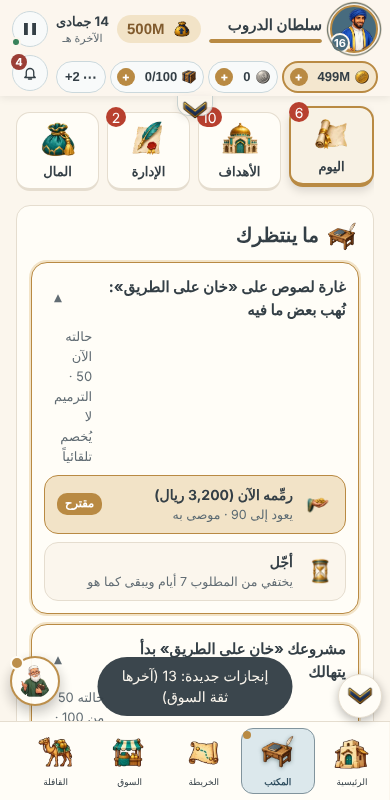 سلطان الدروب
16
500M
14 جمادى
الآخرة هـ
499M +
0 +
0/100 +
+2 ⋯
4
اليوم
6
الأهداف
10
الإدارة
2
المال
ما ينتظرك
غارة لصوص على «خان على الطريق»:
نُهب بعض ما فيه
▲
حالته
الآن
50 ·
الترميم
لا
يُخصم
تلقائياً
رمِّمه الآن (3,200 ريال)
يعود إلى 90 · موصى به
مقترح
أجّل
يختفي من المطلوب 7 أيام ويبقى كما هو
مشروعك «خان على الطريق» بدأ
يتهالك
▲
حالته 50
من 100 ·
إنجازات جديدة: 13 (آخرها
ثقة السوق)
الرئيسية
المكتب
الخريطة
السوق
القافلة